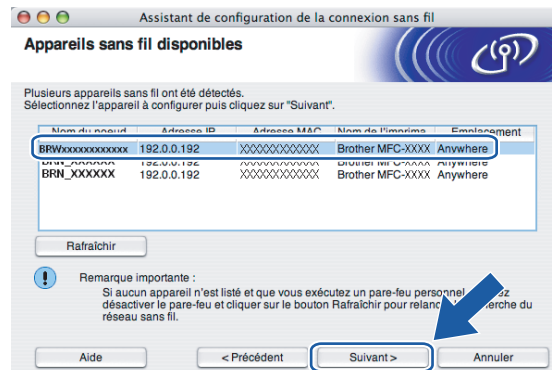 Assistant de configuration de la connexion sans fil
Appareils sans fil disponibles
Plusieurs appareils sans fil ont été détectés.
Sélectionnez l'appareil à configurer puis cliquez sur "Suivant".
Nom du noeud Adresse IP Adresse MAC Nom de l'imprima Emplacement
BRWxxxxxxxxxxxx 192.0.0.192 XXXXXXXXXXXX Brother MFC-XXXX Anywhere
BRN_XXXXXX 192.0.0.192 XXXXXXXXXXXX Brother MFC-XXXX Anywhere
BRN_XXXXXX 192.0.0.192 XXXXXXXXXXXX Brother MFC-XXXX Anywhere
Rafraîchir
Remarque importante :
Si aucun appareil n'est listé et que vous exécutez un pare-feu personnel,
désactiver le pare-feu et cliquer sur le bouton Rafraîchir pour du
réseau sans fil.
Aide < Précédent Suivant > Annuler